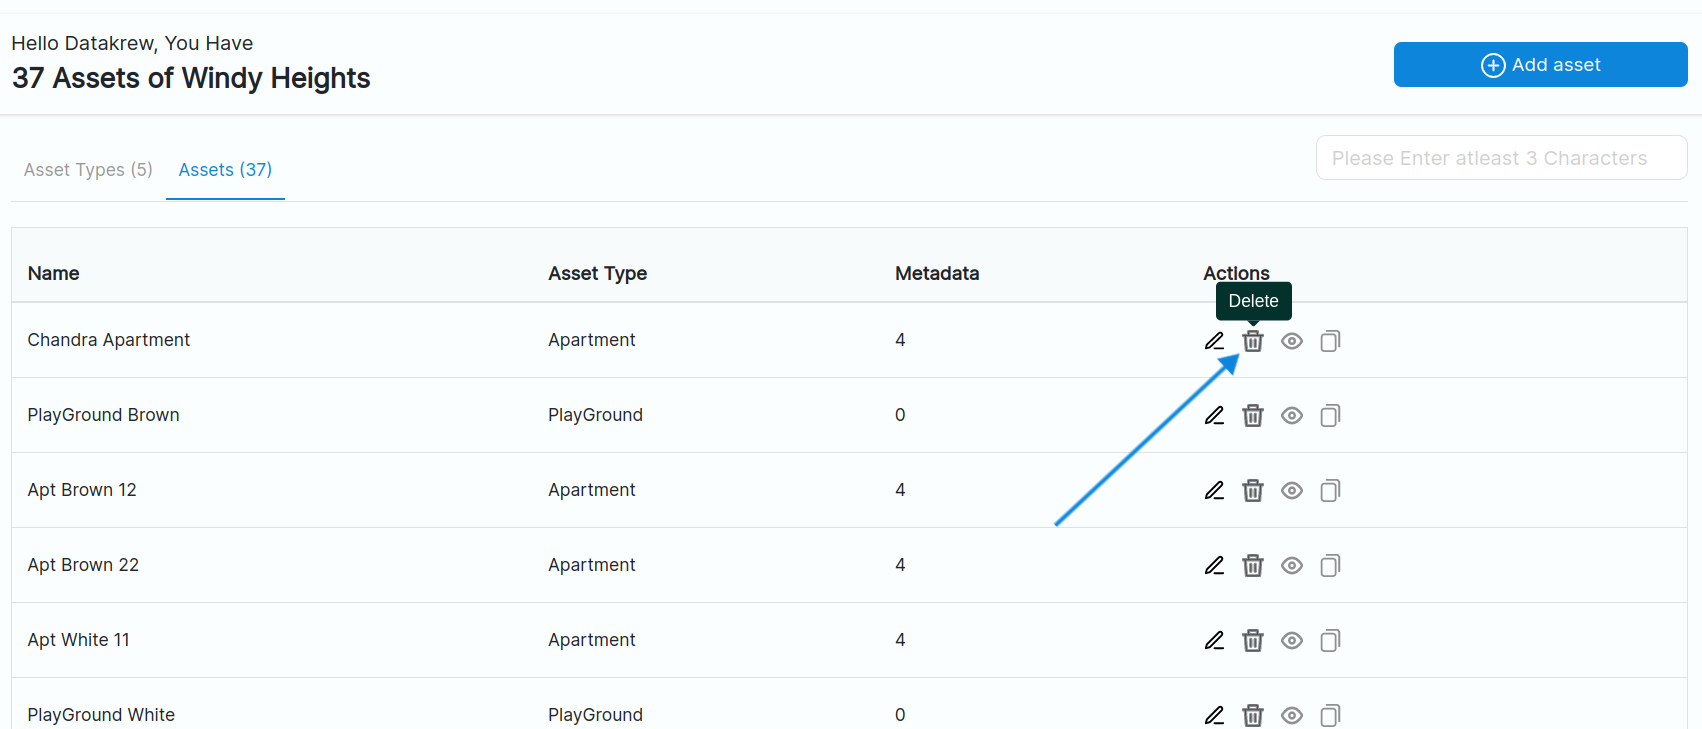 Hello Datakrew, You Have
37 Assets of Windy Heights
Add asset
Asset Types (5) Assets (37)
Please Enter atleast 3 Characters
Name Asset Type Metadata Actions
Delete
Chandra Apartment Apartment 4
PlayGround Brown PlayGround 0
Apt Brown 12 Apartment 4
Apt Brown 22 Apartment 4
Apt White 11 Apartment 4
PlayGround White PlayGround 0